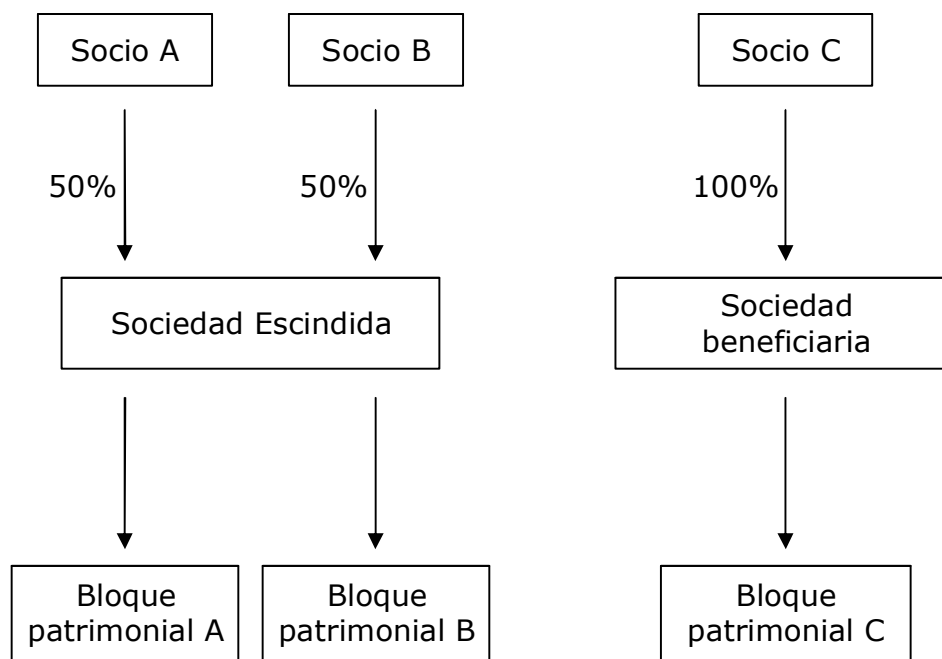 Socio A
Socio B
Socio C
50%
50%
100%
Sociedad Escindida
Sociedad
beneficiaria
Bloque
patrimonial A
Bloque
patrimonial B
Bloque
patrimonial C